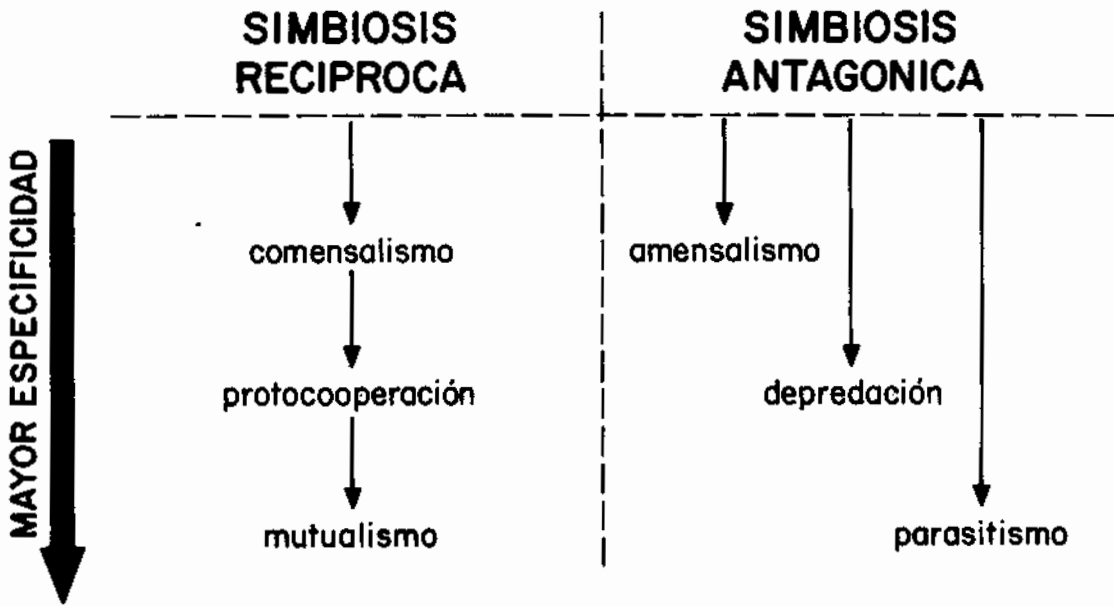 SIMBIOSIS
RECIPROCA
SIMBIOSIS
ANTAGONICA
MAYOR ESPECIFICIDAD
comensalismo
amensalismo
protocooperación
depredación
mutualismo
parasitismo